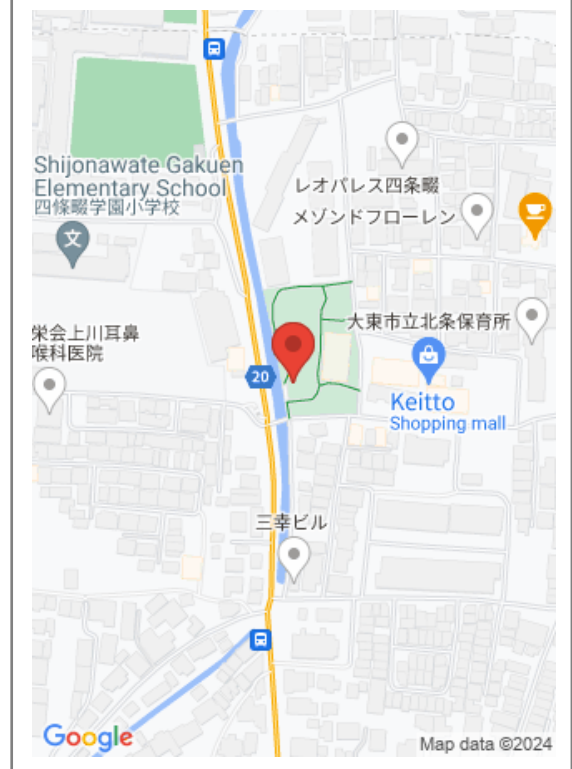 Shijonawate Gakuen
Elementary School
四條畷学園小学校
文
レオパレス四条畷
メゾンドフローレン
栄会上川耳鼻
喉科医院
大東市立北条保育所
20
Keitto
Shopping mall
三幸ビル
Google
Map data ©2024